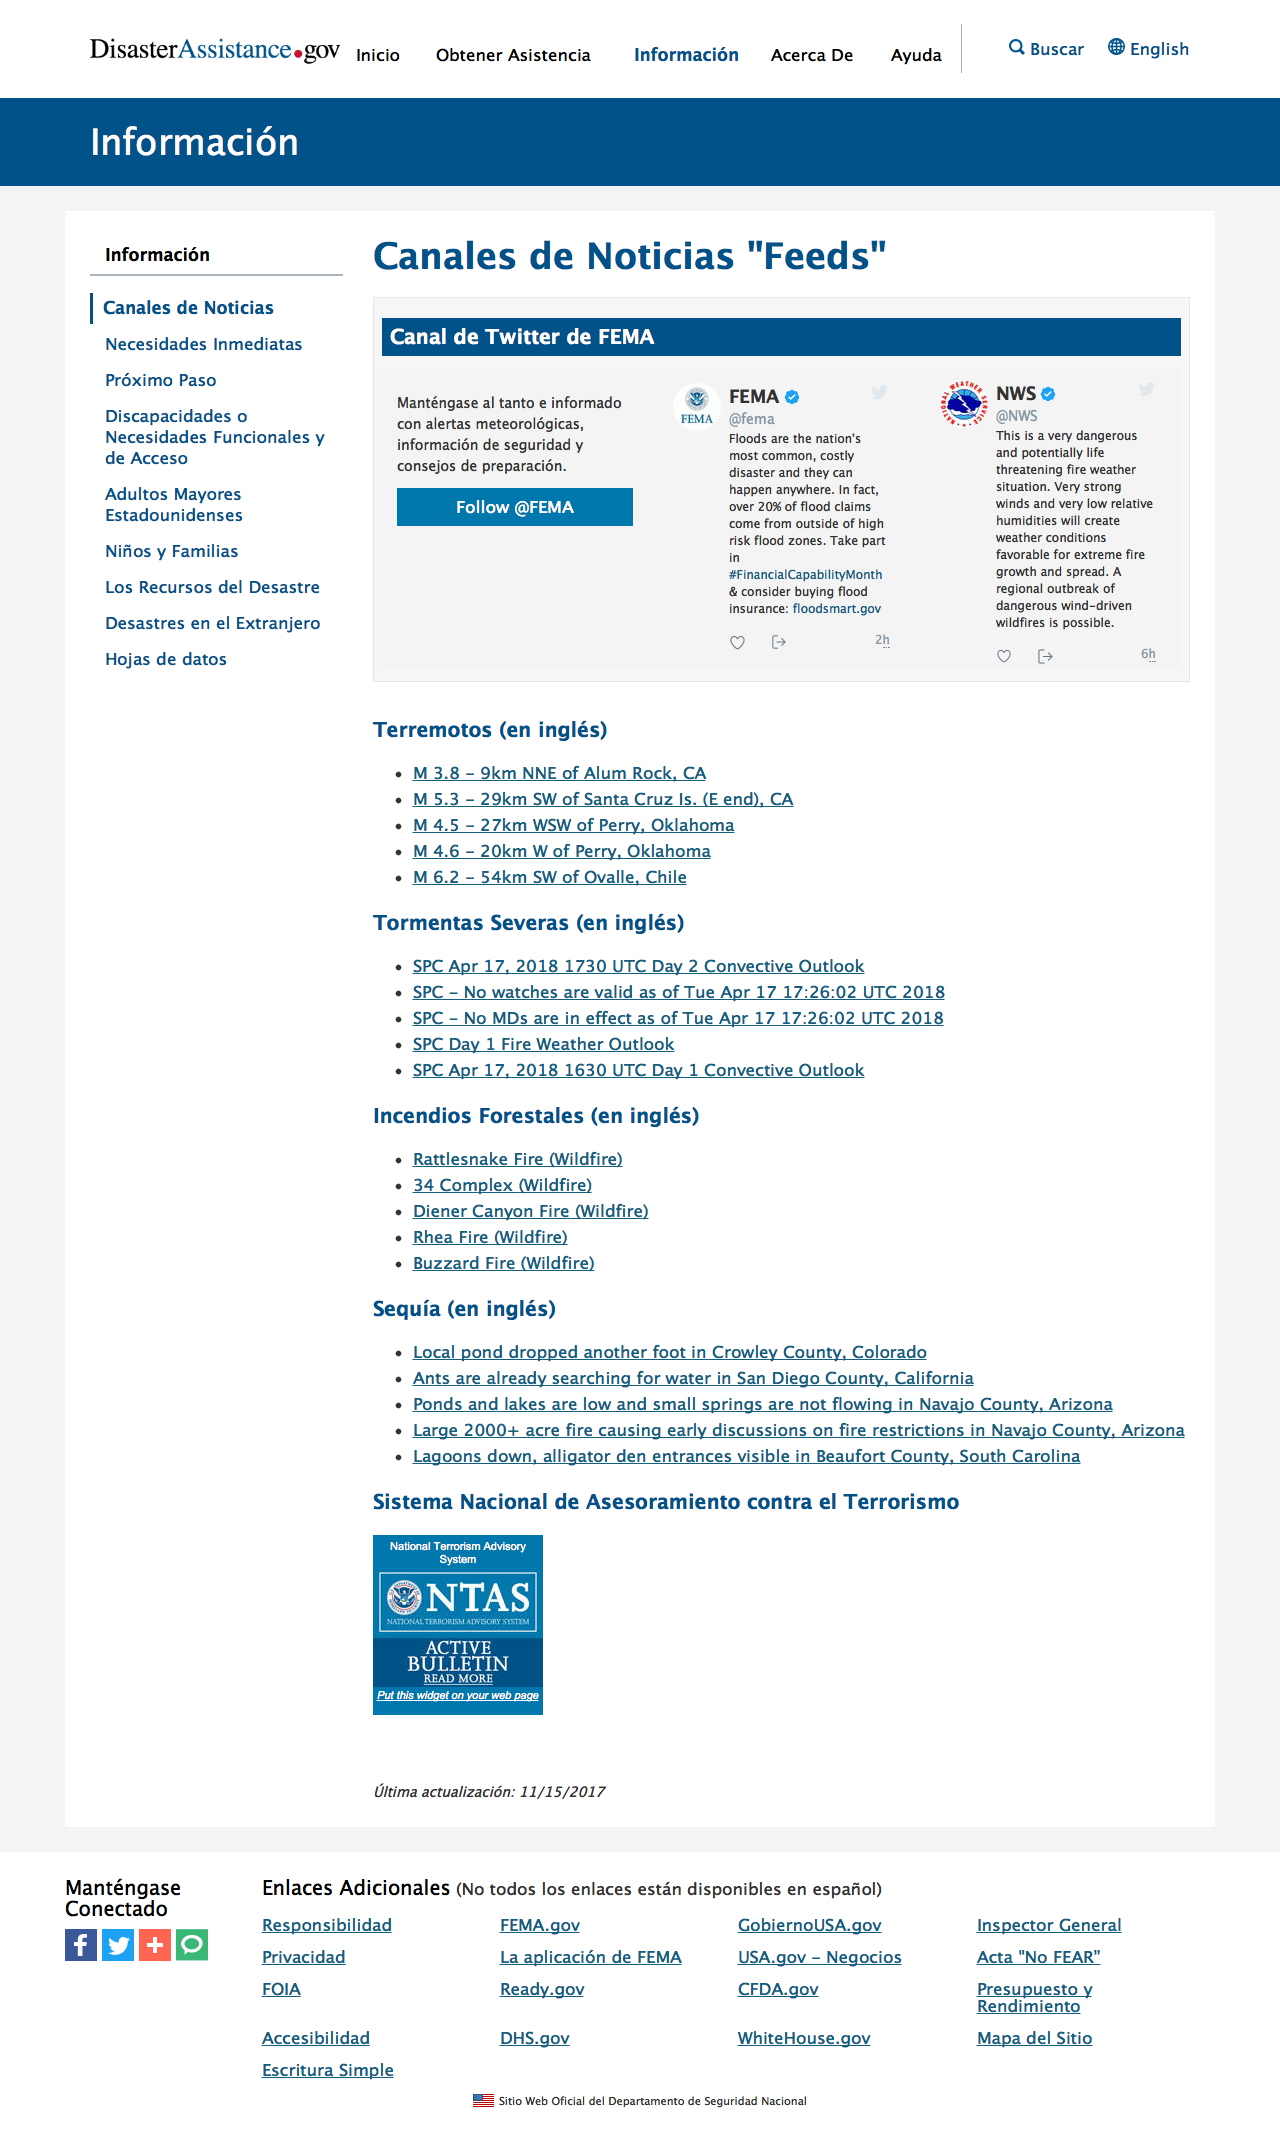 DisasterAssistance.gov
Inicio
Obtener Asistencia
Información
Acerca De
Ayuda
Buscar
English
Información
Información
Canales de Noticias
Necesidades Inmediatas
Próximo Paso
Discapacidades o
Necesidades Funcionales y
de Acceso
Adultos Mayores
Estadounidenses
Niños y Familias
Los Recursos del Desastre
Desastres en el Extranjero
Hojas de datos
Canales de Noticias "Feeds"
Canal de Twitter de FEMA
Manténgase al tanto e informado
con alertas meteorológicas,
información de seguridad y
consejos de preparación.
Follow @FEMA
FEMA
FEMA
@fema
Floods are the nation's
most common, costly
disaster and they can
happen anywhere. In fact,
over 20% of flood claims
come from outside of high
risk flood zones. Take part
in
#FinancialCapabilityMonth
& consider buying flood
insurance: floodsmart.gov
2h
NWS
@NWS
This is a very dangerous
and potentially life
threatening fire weather
situation. Very strong
winds and very low relative
humidities will create
weather conditions
favorable for extreme fire
growth and spread. A
regional outbreak of
dangerous wind-driven
wildfires is possible.
6h
Terremotos (en inglés)
M 3.8 - 9km NNE of Alum Rock, CA
M 5.3 - 29km SW of Santa Cruz Is. (E end), CA
M 4.5 - 27km WSW of Perry, Oklahoma
M 4.6 - 20km W of Perry, Oklahoma
M 6.2 - 54km SW of Ovalle, Chile
Tormentas Severas (en inglés)
SPC Apr 17, 2018 1730 UTC Day 2 Convective Outlook
SPC - No watches are valid as of Tue Apr 17 17:26:02 UTC 2018
SPC - No MDs are in effect as of Tue Apr 17 17:26:02 UTC 2018
SPC Day 1 Fire Weather Outlook
SPC Apr 17, 2018 1630 UTC Day 1 Convective Outlook
Incendios Forestales (en inglés)
Rattlesnake Fire (Wildfire)
34 Complex (Wildfire)
Diener Canyon Fire (Wildfire)
Rhea Fire (Wildfire)
Buzzard Fire (Wildfire)
Sequía (en inglés)
Local pond dropped another foot in Crowley County, Colorado
Ants are already searching for water in San Diego County, California
Ponds and lakes are low and small springs are not flowing in Navajo County, Arizona
Large 2000+ acre fire causing early discussions on fire restrictions in Navajo County, Arizona
Lagoons down, alligator den entrances visible in Beaufort County, South Carolina
Sistema Nacional de Asesoramiento contra el Terrorismo
National Terrorism Advisory
System
NTAS
NATIONAL TERRORISM ADVISORY SYSTEM
ACTIVE
BULLETIN
READ MORE
Put this widget on your web page
Última actualización: 11/15/2017
Manténgase
Conectado
Enlaces Adicionales (No todos los enlaces están disponibles en español)
Responsibilidad
FEMA.gov
GobiernoUSA.gov
Inspector General
Privacidad
La aplicación de FEMA
USA.gov - Negocios
Acta "No FEAR"
FOIA
Ready.gov
CFDA.gov
Presupuesto y
Rendimiento
Accesibilidad
DHS.gov
WhiteHouse.gov
Mapa del Sitio
Escritura Simple
Sitio Web Oficial del Departamento de Seguridad Nacional